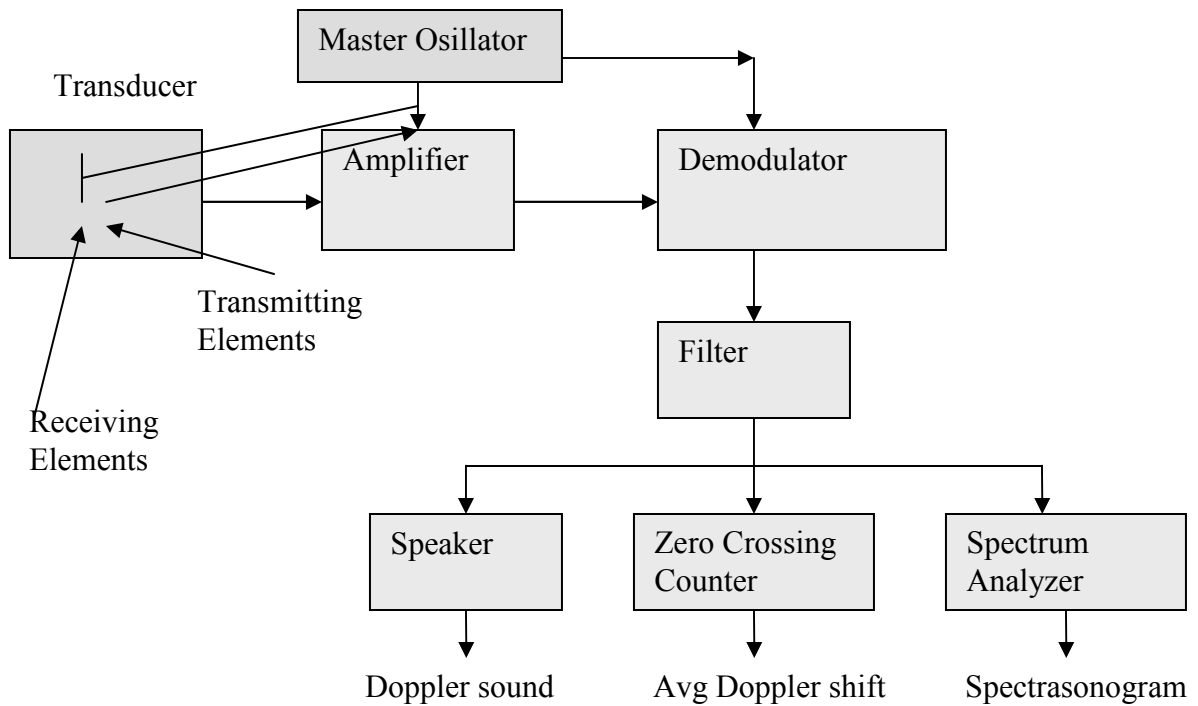 Master Osillator
Transducer
Amplifier
Demodulator
Transmitting
Elements
Filter
Receiving
Elements
Speaker
Zero Crossing
Counter
Spectrum
Analyzer
Doppler sound
Avg Doppler shift
Spectrasonogram